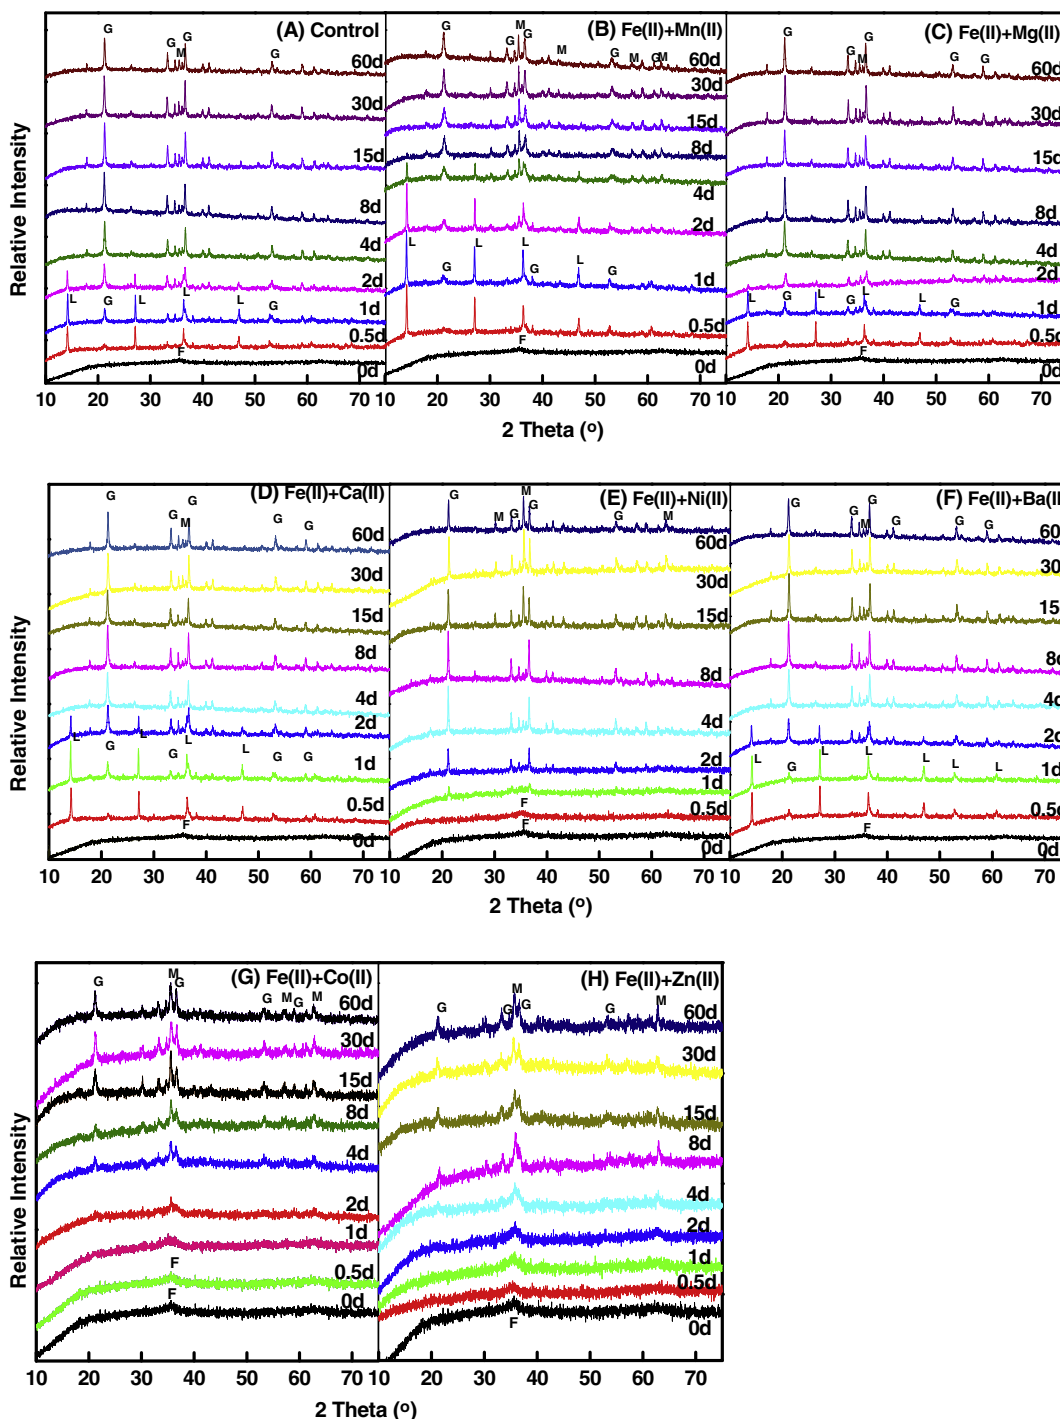 (A) Control
(B) Fe(II)+Mn(II)
(C) Fe(II)+Mg(II)
G G M G G
60d
30d
15d
8d
4d
2d
L G L L L G
1d
0.5d
F
0d
G G M G M G M G M
60d
30d
15d
8d
4d
2d
L L L L
1d
G G G
0.5d
F
0d
G G M G G G
60d
30d
15d
8d
4d
2d
L G L G L L G
1d
0.5d
F
0d
Relative Intensity
10 20 30 40 50 60 70
10 20 30 40 50 60 70
10 20 30 40 50 60 70
2 Theta (º)
(D) Fe(II)+Ca(II)
(E) Fe(II)+Ni(II)
(F) Fe(II)+Ba(II
G G M G G G
60d
30d
15d
8d
4d
2d
L L L L
G G G G
1d
0.5d
F
0d
G M G M G G M
60d
30d
15d
8d
4d
2d
1d
F
0.5d
F
0d
G G M G G G G
60
30
15
8d
4d
2d
L G L L L L L
1d
0.5d
F
0d
Relative Intensity
10 20 30 40 50 60 70
10 20 30 40 50 60 70
10 20 30 40 50 60 70
2 Theta (º)
(G) Fe(II)+Co(II)
(H) Fe(II)+Zn(II)
G M G G M G M
60d
30d
15d
8d
4d
2d
1d
F
0.5d
F
0d
G G M G G M
60d
30d
15d
8d
4d
2d
1d
0.5d
F
0d
Relative Intensity
10 20 30 40 50 60 70
10 20 30 40 50 60 70
2 Theta (º)